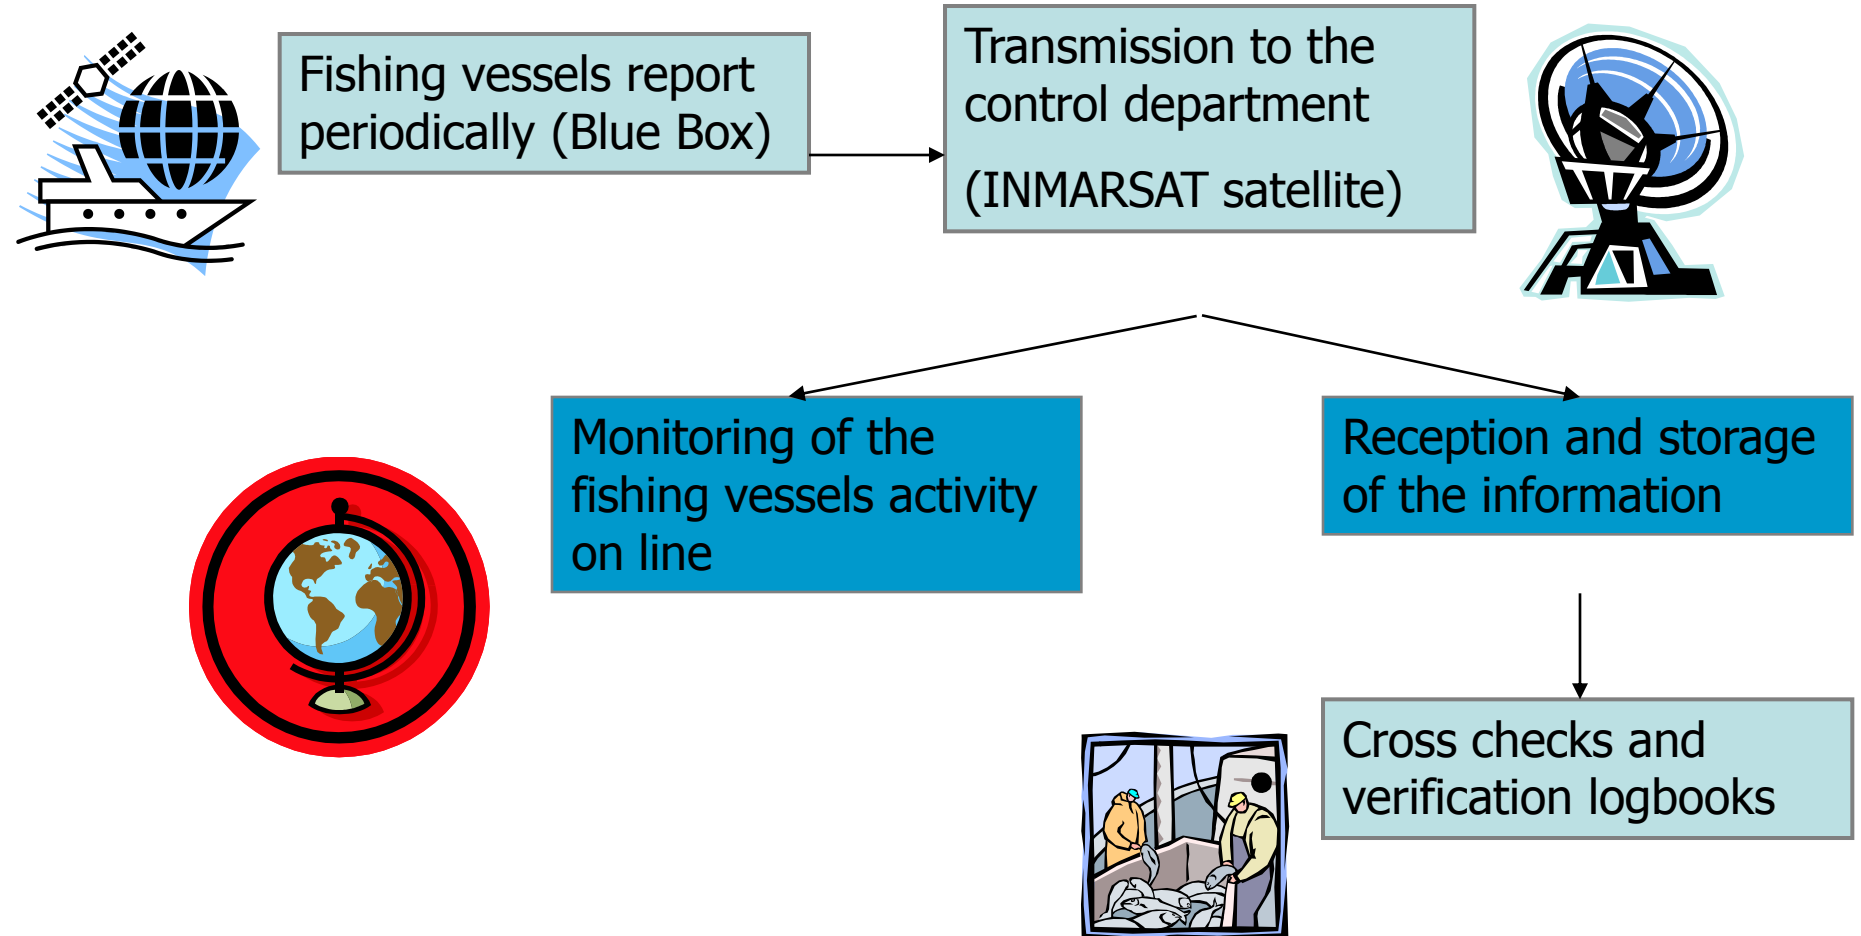 Fishing vessels report
periodically (Blue Box)
Transmission to the
control department
(INMARSAT satellite)
Monitoring of the
fishing vessels activity
on line
Reception and storage
of the information
Cross checks and
verification logbooks